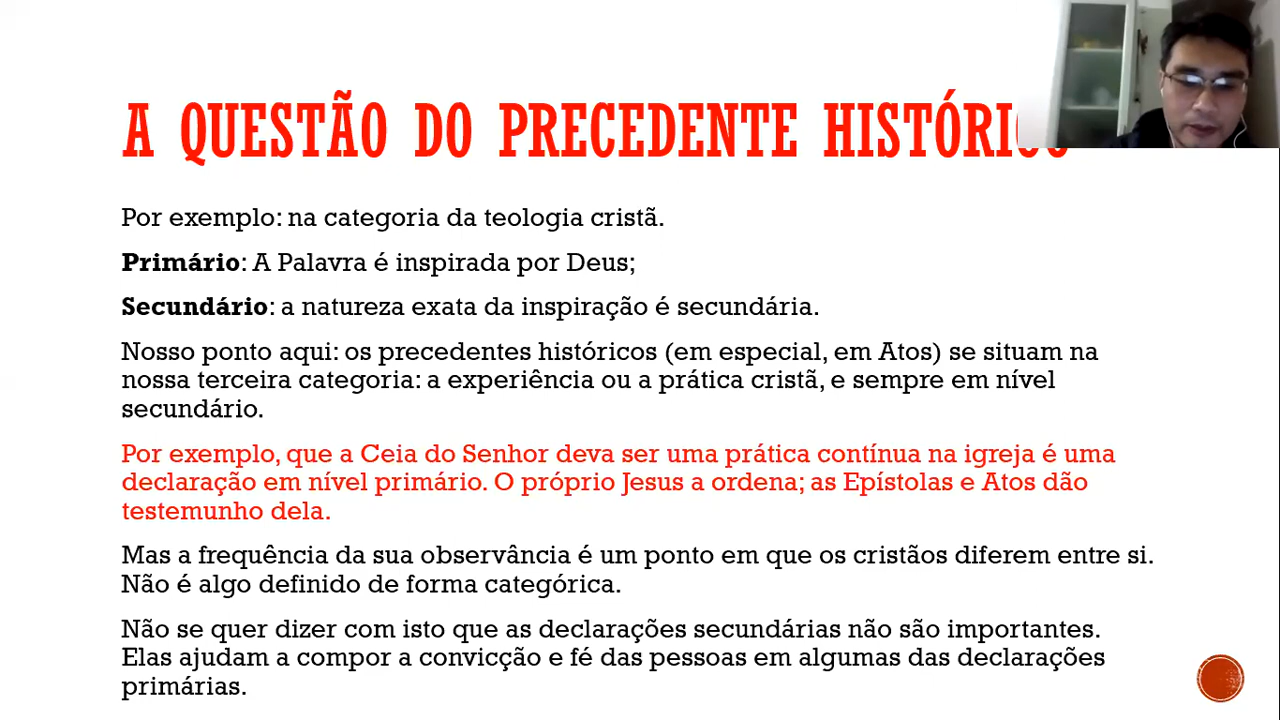 A QUESTÃO DO PRECEDENTE HISTÓRICO
Por exemplo: na categoria da teologia cristã.
Primário: A Palavra é inspirada por Deus;
Secundário: a natureza exata da inspiração é secundária.
Nosso ponto aqui: os precedentes históricos (em especial, em Atos) se situam na
nossa terceira categoria: a experiência ou a prática cristã, e sempre em nível
secundário.
Por exemplo, que a Ceia do Senhor deva ser uma prática contínua na igreja é uma
declaração em nível primário. O próprio Jesus a ordena; as Epístolas e Atos dão
testemunho dela.
Mas a frequência da sua observância é um ponto em que os cristãos diferem entre si.
Não é algo definido de forma categórica.
Não se quer dizer com isto que as declarações secundárias não são importantes.
Elas ajudam a compor a convicção e fé das pessoas em algumas das declarações
primárias.